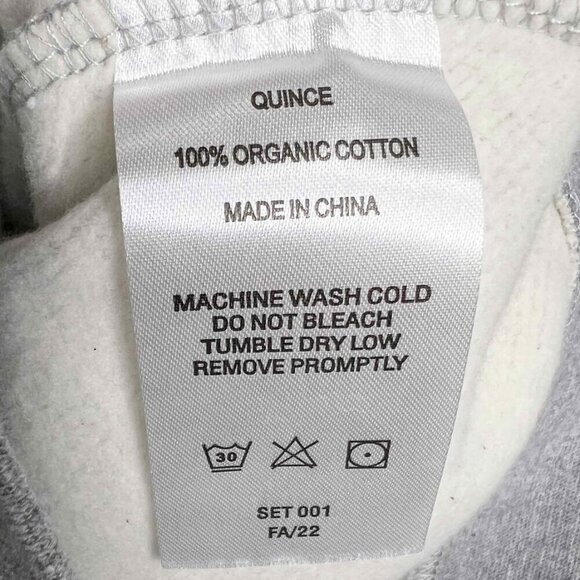 QUINCE
100% ORGANIC COTTON
MADE IN CHINA
MACHINE WASH COLD
DO NOT BLEACH
TUMBLE DRY LOW
REMOVE PROMPTLY
30
SET 001
FA/22